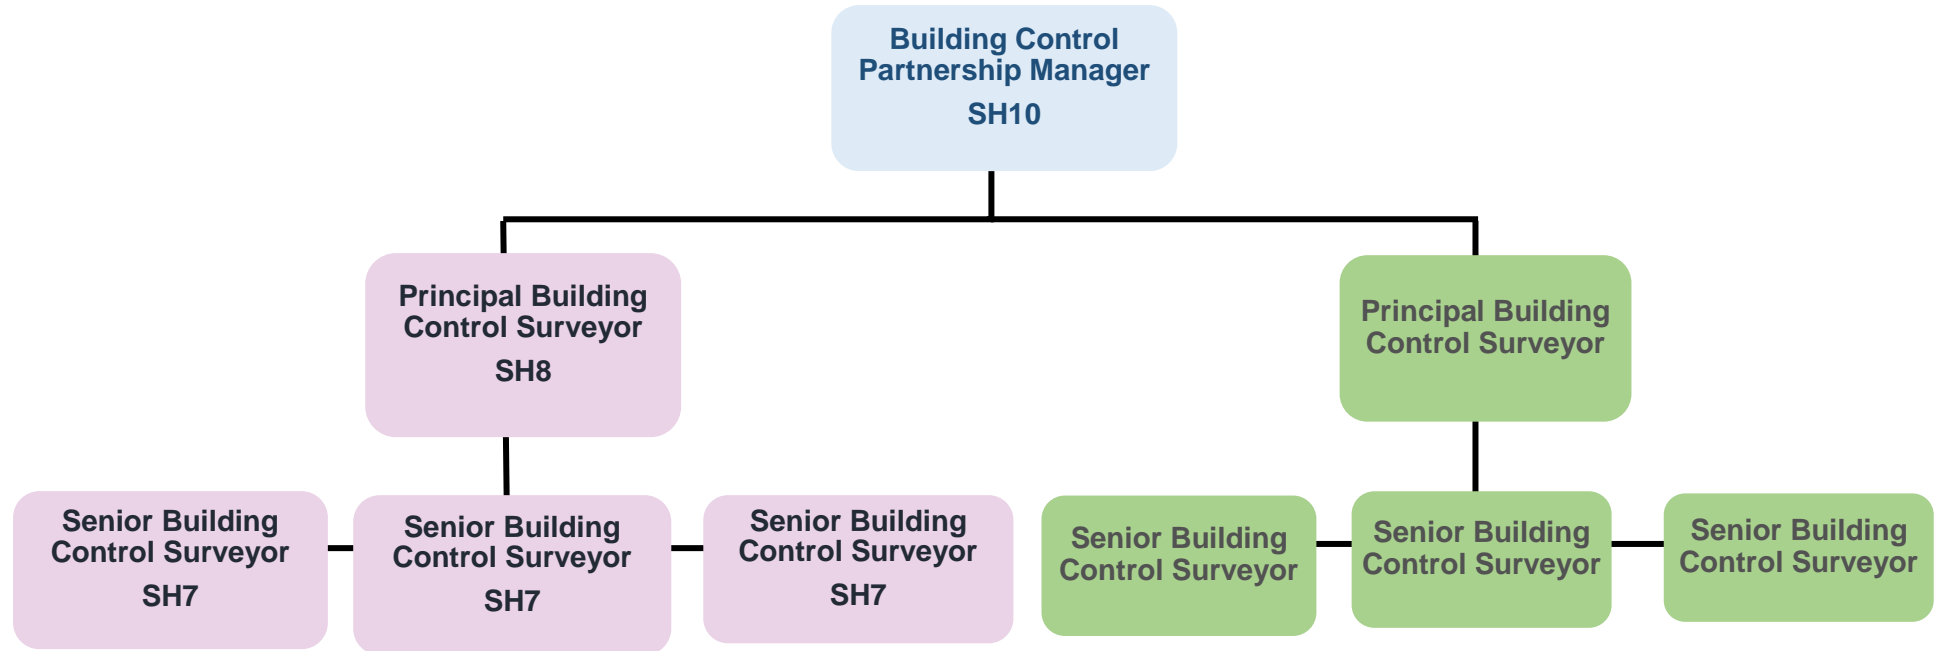 Building Control
Partnership Manager
SH10
Principal Building
Control Surveyor
SH8
Principal Building
Control Surveyor
Senior Building
Control Surveyor
SH7
Senior Building
Control Surveyor
SH7
Senior Building
Control Surveyor
SH7
Senior Building
Control Surveyor
Senior Building
Control Surveyor
Senior Building
Control Surveyor